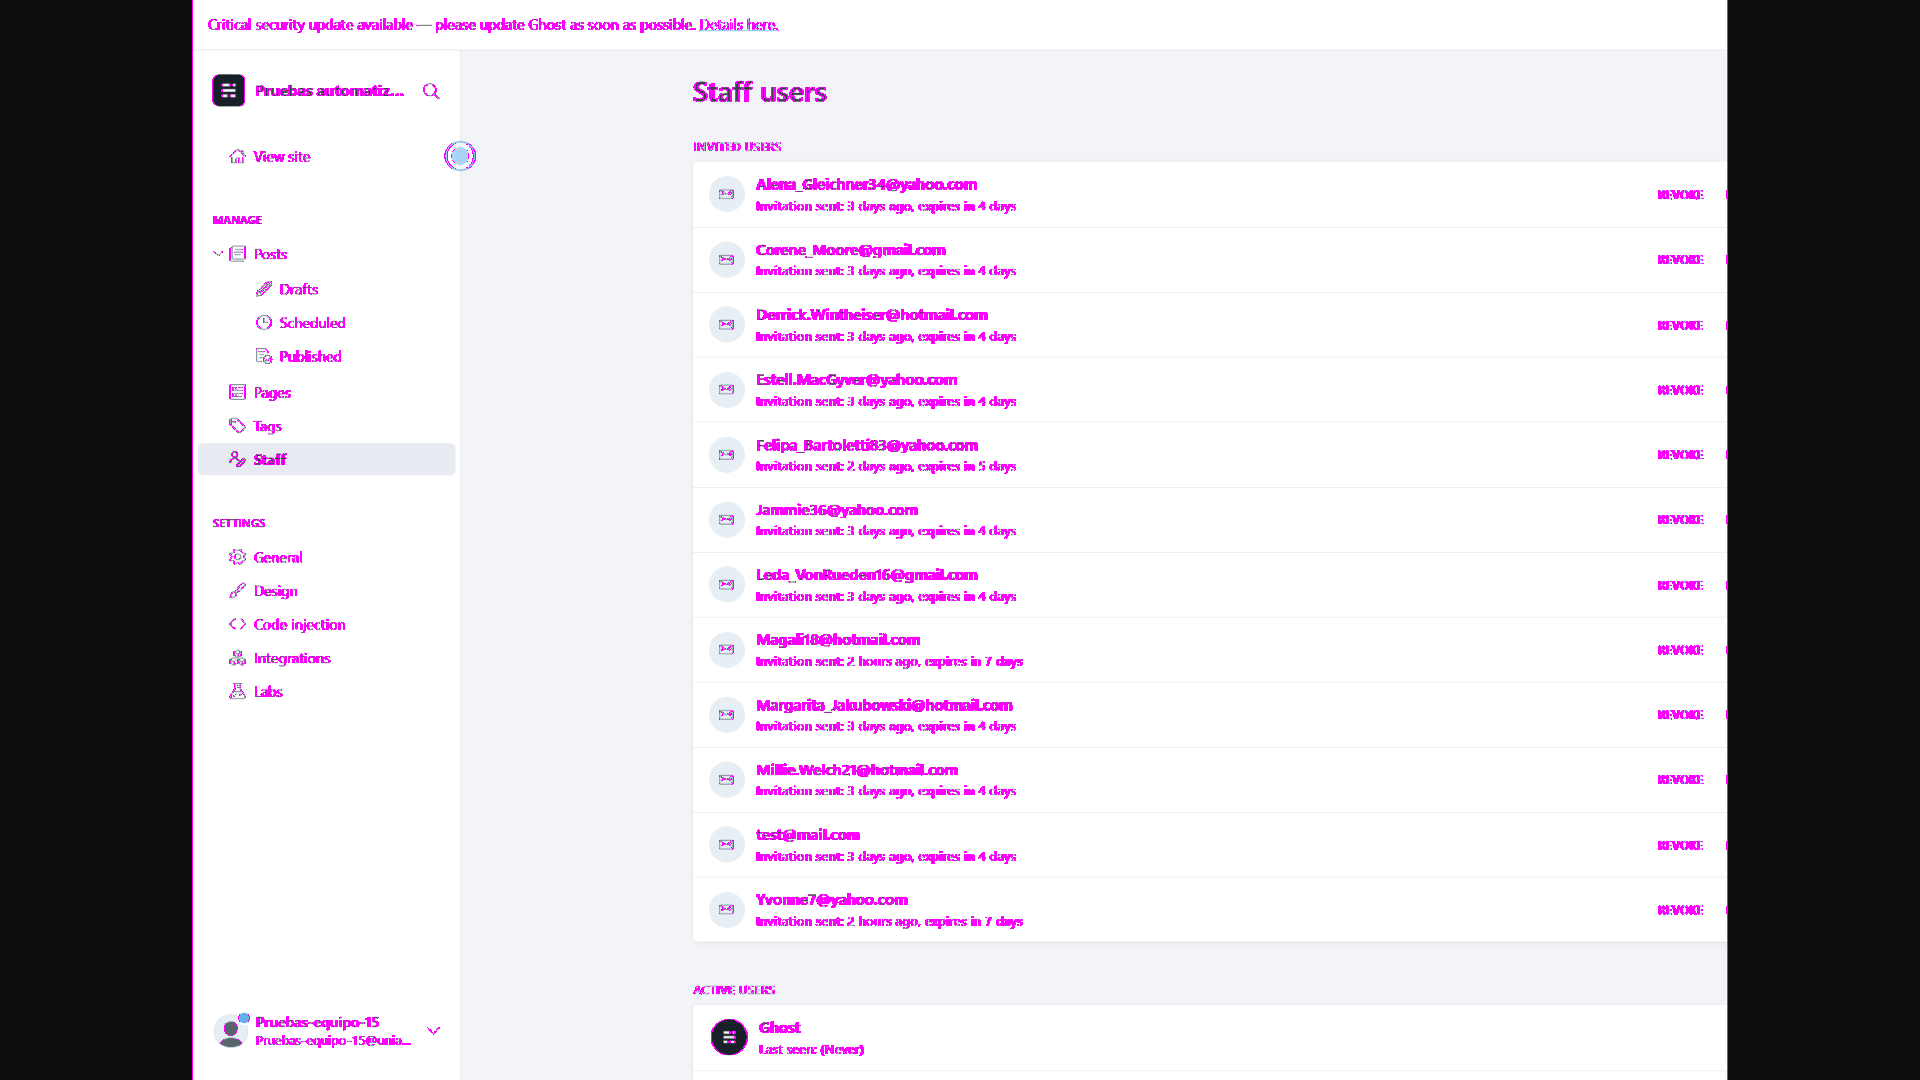 Critical security update available — please update Ghost as soon as possible. Details here.
Pruebas automatiz...
View site
MANAGE
Posts
Drafts
Scheduled
Published
Pages
Tags
Staff
SETTINGS
General
Design
Code injection
Integrations
Labs
Pruebas-equipo-15
Pruebas-equipo-15@unia...
Staff users
INVITED USERS
Alena_Gleichner34@yahoo.com
Invitation sent: 3 days ago, expires in 4 days
REVOKE
Corene_Moore@gmail.com
Invitation sent: 3 days ago, expires in 4 days
REVOKE
Derrick.Wintheiser@hotmail.com
Invitation sent: 3 days ago, expires in 4 days
REVOKE
Estell.MacGyver@yahoo.com
Invitation sent: 3 days ago, expires in 4 days
REVOKE
Felipa_Bartoletti83@yahoo.com
Invitation sent: 2 days ago, expires in 5 days
REVOKE
Jammie36@yahoo.com
Invitation sent: 3 days ago, expires in 4 days
REVOKE
Leda_VonRueden16@gmail.com
Invitation sent: 3 days ago, expires in 4 days
REVOKE
Magali18@hotmail.com
Invitation sent: 2 hours ago, expires in 7 days
REVOKE
Margarita_Jakubowski@hotmail.com
Invitation sent: 3 days ago, expires in 4 days
REVOKE
Millie.Welch21@hotmail.com
Invitation sent: 3 days ago, expires in 4 days
REVOKE
test@mail.com
Invitation sent: 3 days ago, expires in 4 days
REVOKE
Yvonne7@yahoo.com
Invitation sent: 2 hours ago, expires in 7 days
REVOKE
ACTIVE USERS
Ghost
Last seen: (Never)